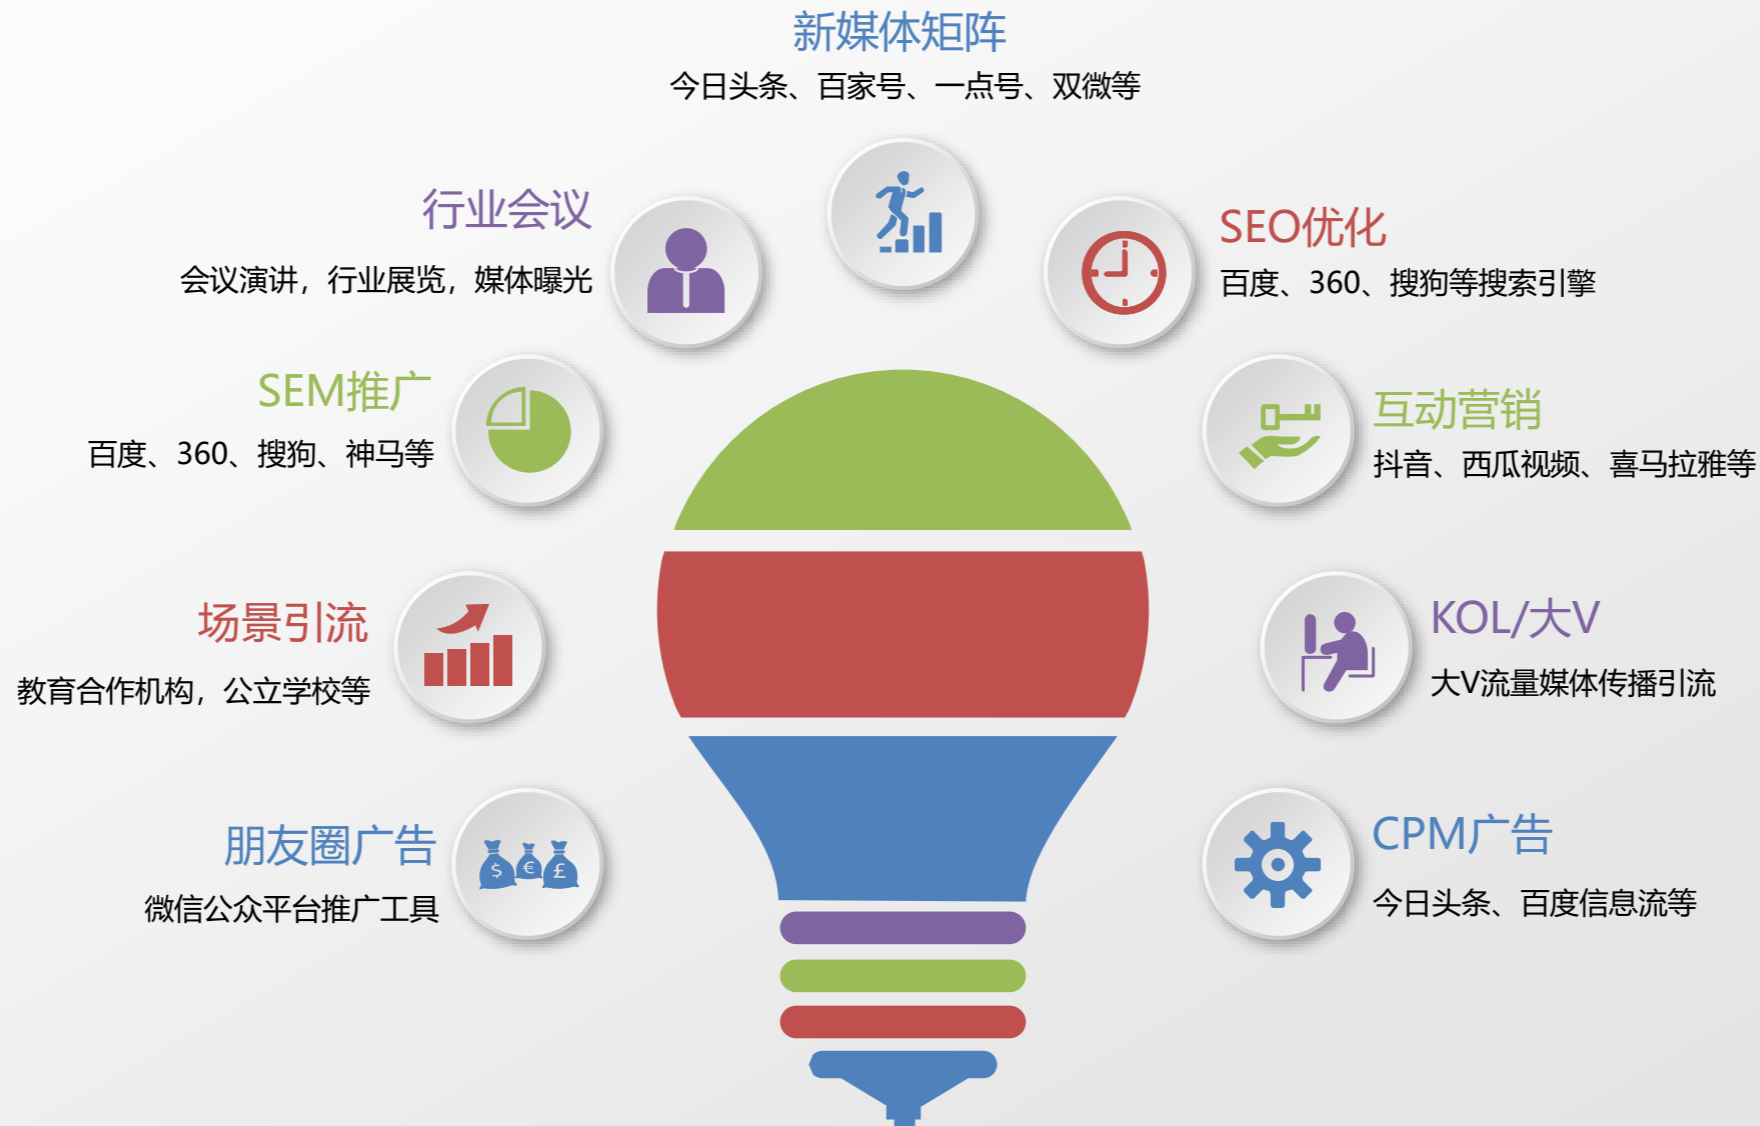 新媒体矩阵
今日头条、百家号、一点号、双微等
行业会议
会议演讲，行业展览，媒体曝光
SEO优化
百度、360、搜狗等搜索引擎
SEM推广
百度、360、搜狗、神马等
互动营销
抖音、西瓜视频、喜马拉雅等
场景引流
教育合作机构，公立学校等
KOL/大V
大V流量媒体传播引流
朋友圈广告
微信公众平台推广工具
CPM广告
今日头条、百度信息流等
$ € £